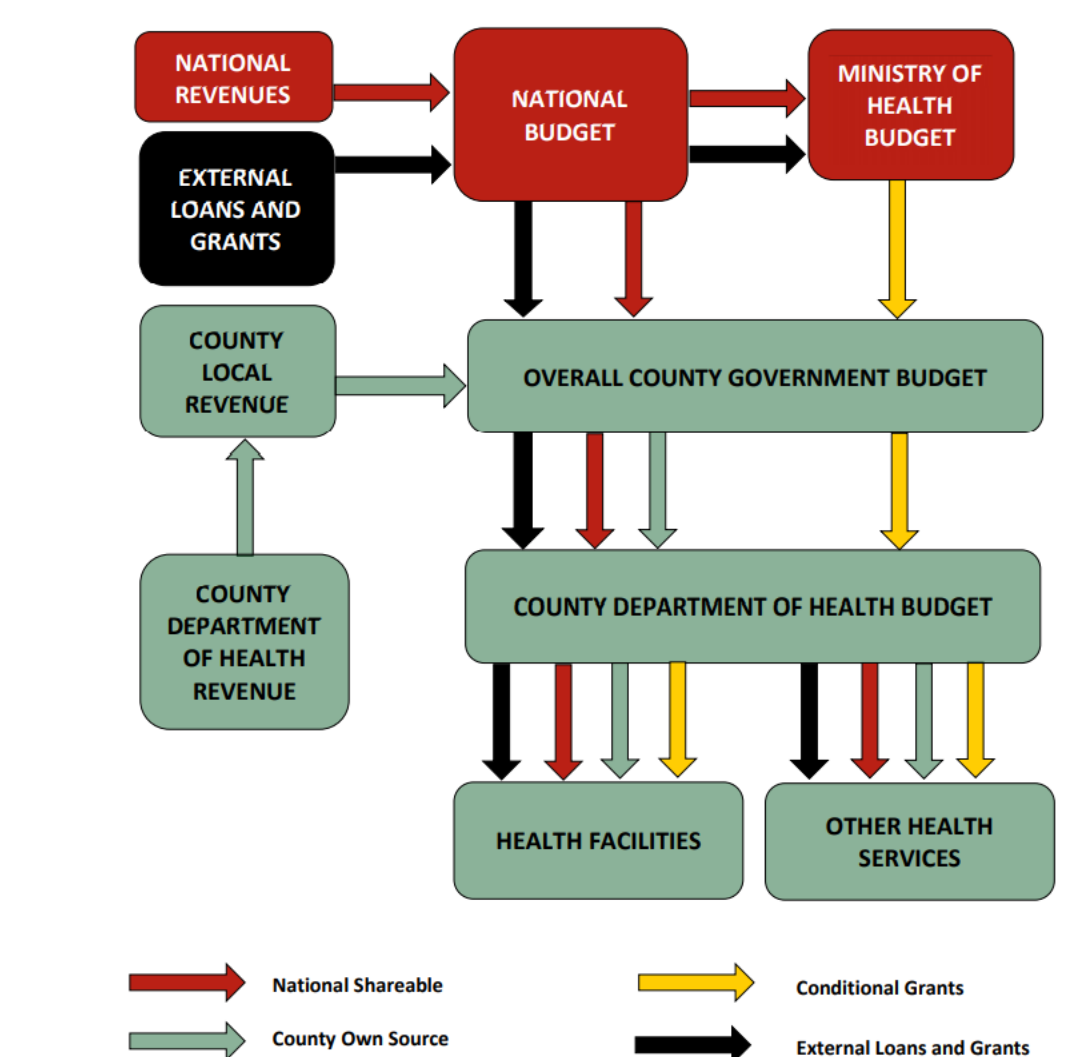 NATIONAL
REVENUES
NATIONAL
BUDGET
MINISTRY OF
HEALTH
BUDGET
EXTERNAL
LOANS AND
GRANTS
COUNTY
LOCAL
REVENUE
OVERALL COUNTY GOVERNMENT BUDGET
COUNTY
DEPARTMENT
OF HEALTH
REVENUE
COUNTY DEPARTMENT OF HEALTH BUDGET
HEALTH FACILITIES
OTHER HEALTH
SERVICES
National Shareable
Conditional Grants
County Own Source
External Loans and Grants